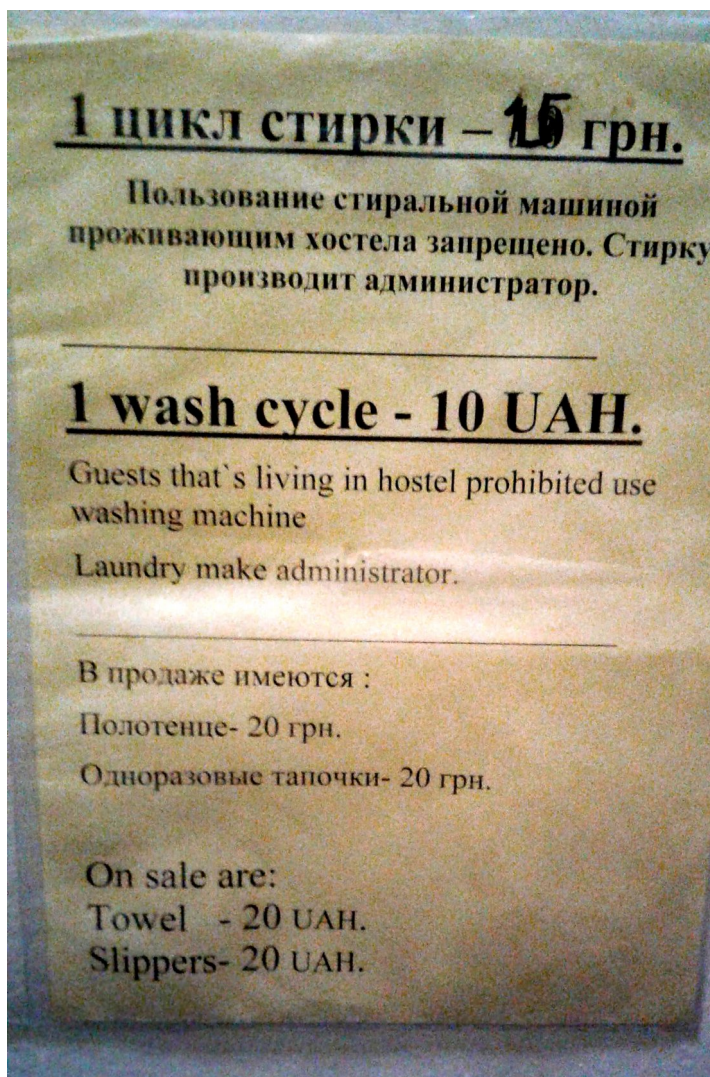 1 цикл стирки – 15 грн.
Пользование стиральной машиной
проживающим хостела запрещено. Стирку
производит администратор.
1 wash cycle - 10 UAH.
Guests that`s living in hostel prohibited use
washing machine
Laundry make administrator.
В продаже имеются :
Полотенце- 20 грн.
Одноразовые тапочки- 20 грн.
On sale are:
Towel - 20 UAH.
Slippers- 20 UAH.